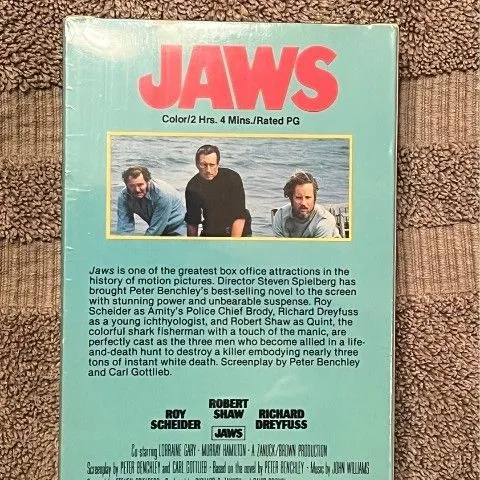 JAWS
Color/2 Hrs. 4 Mins./Rated PG
Jaws is one of the greatest box office attractions in the
history of motion pictures. Director Steven Spielberg has
brought Peter Benchley's best-selling novel to the screen
with stunning power and unbearable suspense. Roy
Scheider as Amity's Police Chief Brody, Richard Dreyfuss
as a young ichthyologist, and Robert Shaw as Quint, the
colorful shark fisherman with a touch of the manic, are
perfectly cast as the three men who become allied in a life-
and-death hunt to destroy a killer embodying nearly three
tons of instant white death. Screenplay by Peter Benchley
and Carl Gottlieb.
ROY SCHEIDER
ROBERT SHAW
RICHARD DREYFUSS
JAWS
Co-starring LORRAINE GARY · MURRAY HAMILTON · A ZANUCK/BROWN PRODUCTION
Screenplay by PETER BENCHLEY and CARL GOTTLIEB · Based on the novel by PETER BENCHLEY · Music by JOHN WILLIAMS